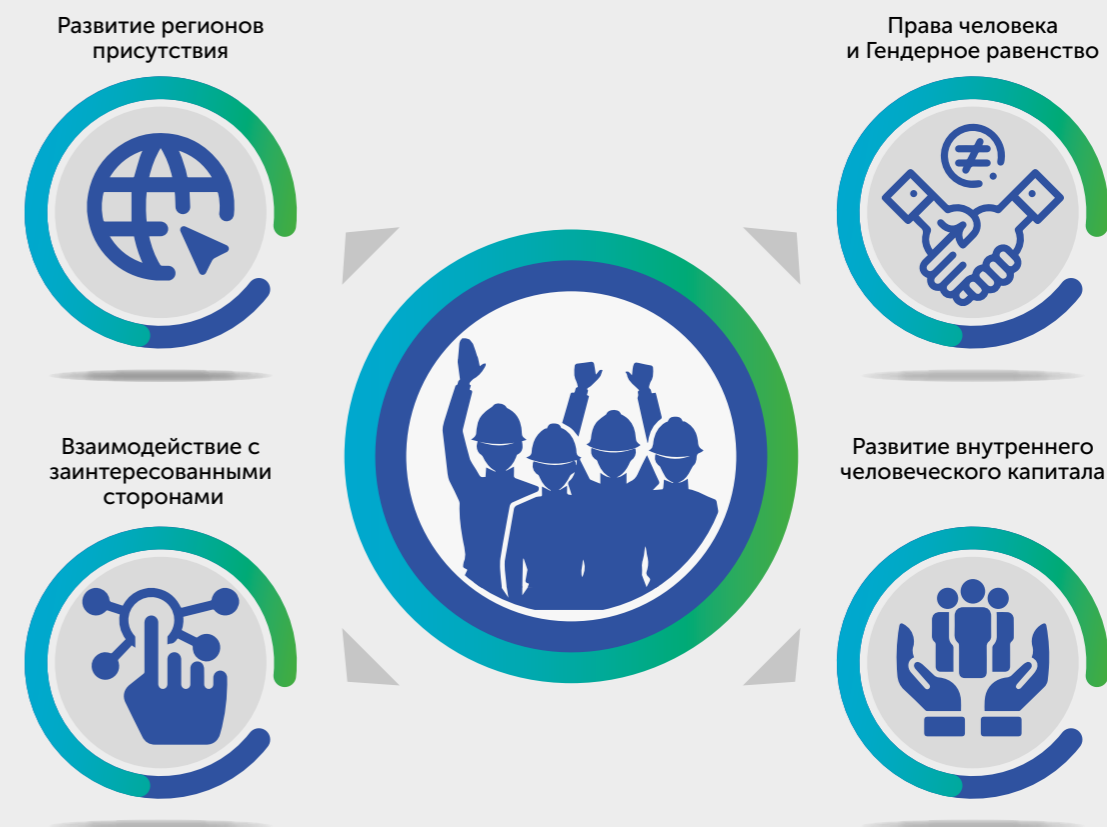 Развитие регионов
присутствия
Права человека
и Гендерное равенство
Взаимодействие с
заинтересованными
сторонами
Развитие внутреннего
человеческого капитала